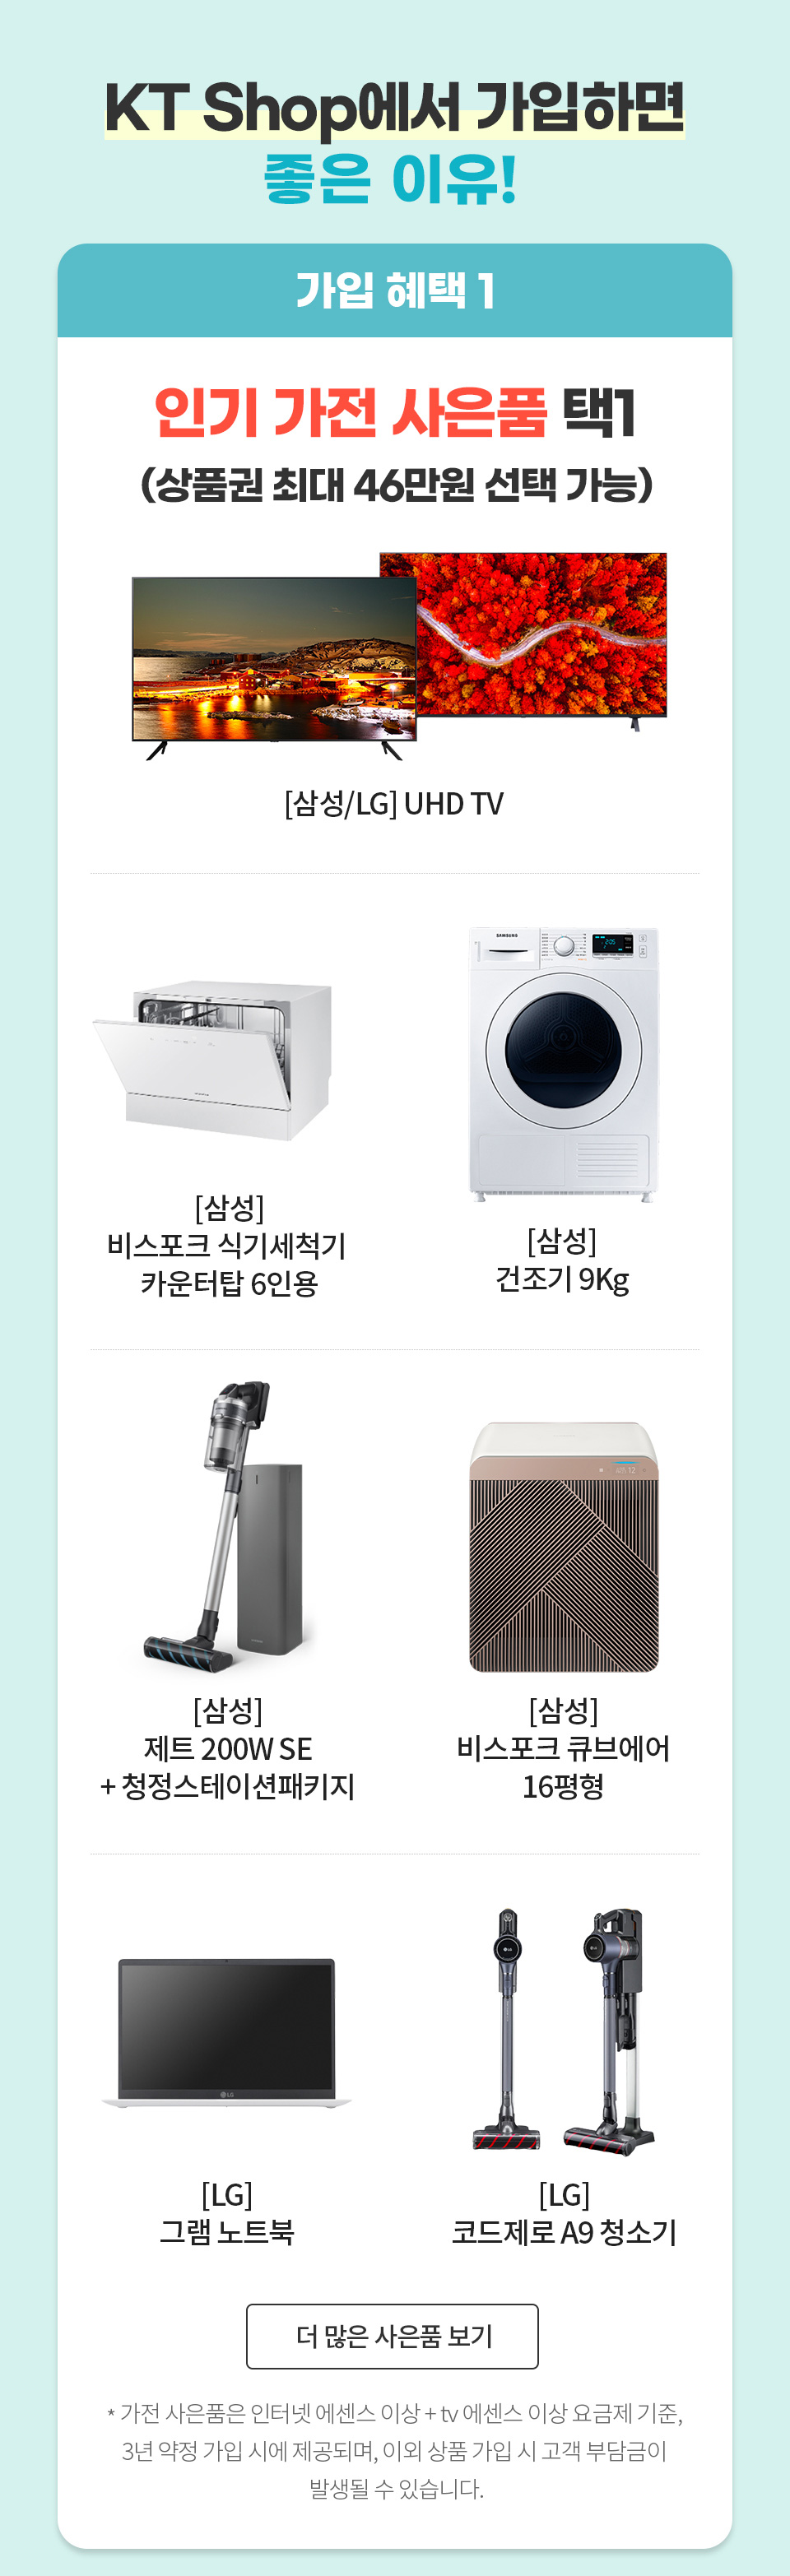 KT Shop에서 가입하면
좋은 이유!
가입 혜택 1
인기 가전 사은품 택1
(상품권 최대 46만원 선택 가능)
[삼성/LG] UHD TV
SAMSUNG
[삼성]
비스포크 식기세척기
카운터탑 6인용
[삼성]
건조기 9Kg
[삼성]
제트 200W SE
+ 청정스테이션패키지
[삼성]
비스포크 큐브에어
16평형
LG
[LG]
그램 노트북
[LG]
코드제로 A9 청소기
더 많은 사은품 보기
* 가전 사은품은 인터넷 에센스 이상 + tv 에센스 이상 요금제 기준,
3년 약정 가입 시에 제공되며, 이외 상품 가입 시 고객 부담금이
발생될 수 있습니다.